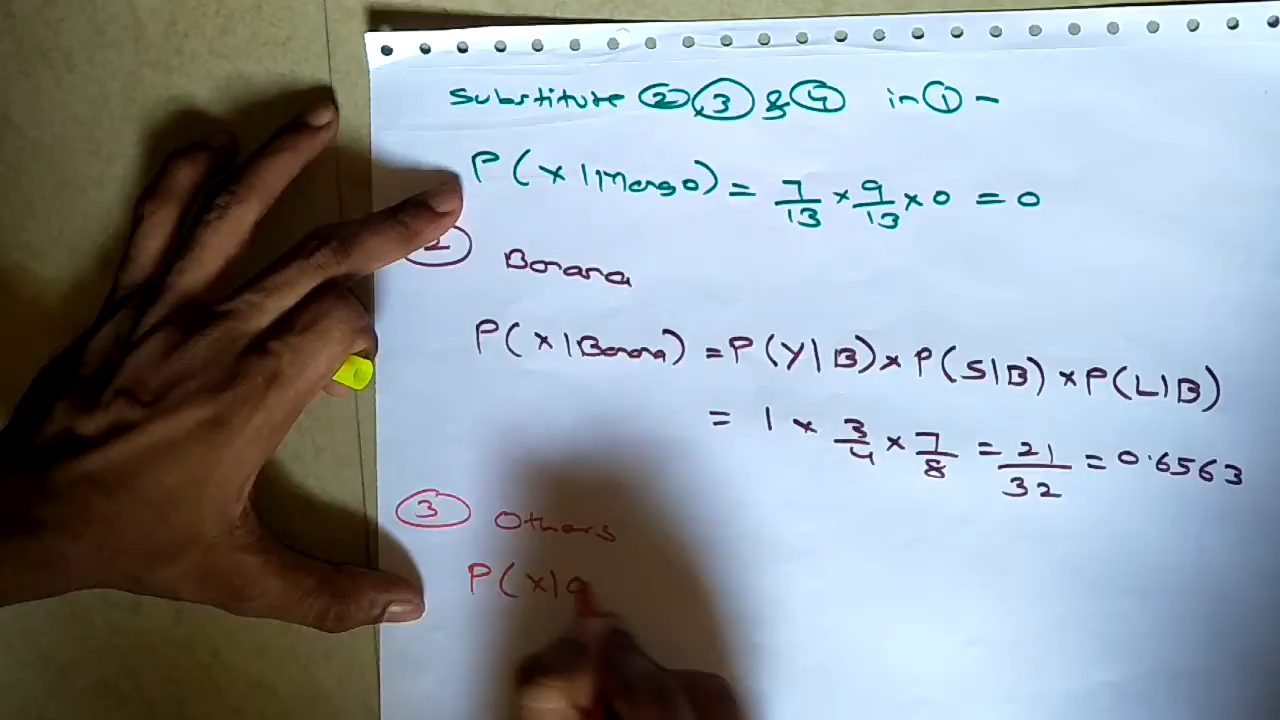 Substitute ② ③ & ④ in ① -
P(X|Mango) = 7/13 × 9/13 × 0 = 0
② Banana
P(X|Banana) = P(Y|B) × P(S|B) × P(L|B)
= 1 × 3/4 × 7/8 = 21/32 = 0.6563
③ Others
P(X|O